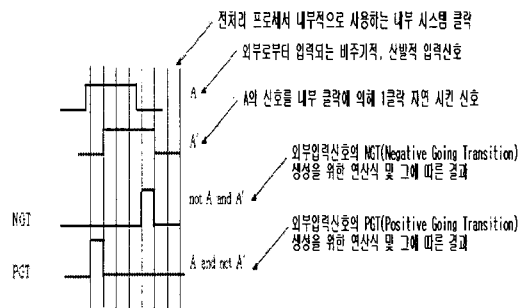 전처리 프로세서 내부적으로 사용하는 내부 시스템 클락
외부로부터 입력되는 비주기적, 산발적 입력신호
A
A의 신호를 내부 클락에 의해 1클락 지연 시킨 신호
A'
외부입력신호의 NGT(Negative Going Transition)
생성을 위한 연산식 및 그에 따른 결과
not A and A'
NGT
외부입력신호의 PGT(Positive Going Transition)
생성을 위한 연산식 및 그에 따른 결과
A and not A'
PGT